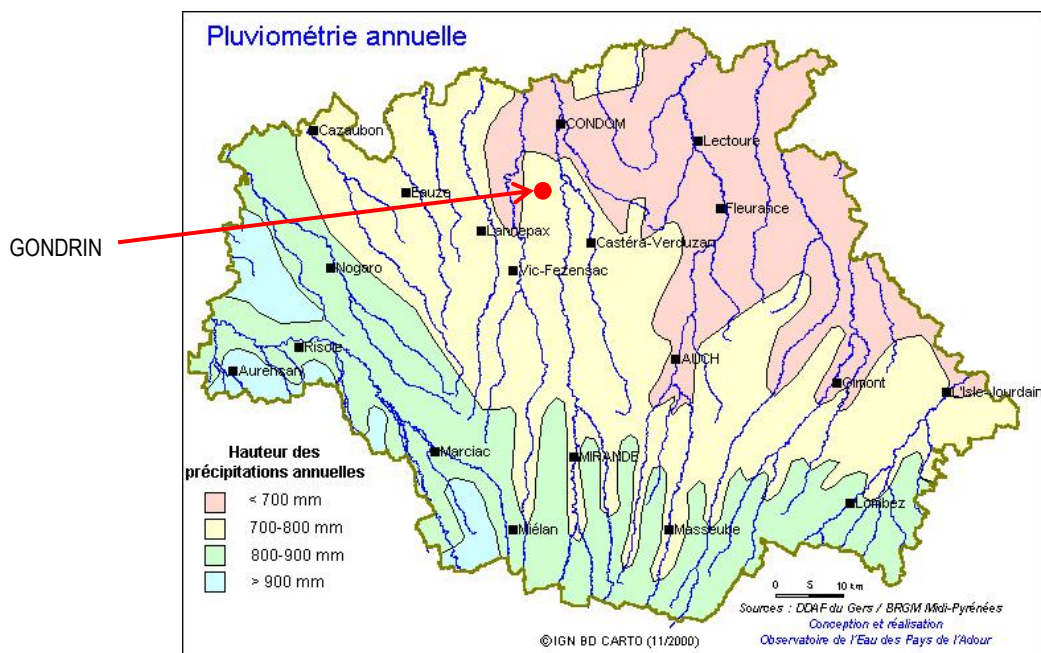 Pluviométrie annuelle
Cazaubon
CONDOM
Lectoure
Eauze
Fleurance
GONDRIN
Lannepax
Castéra-Verduzan
Nogaro
Vic-Fezensac
Riscle
AUCH
Aurensan
Gimont
L'Isle-Jourdain
Hauteur des
précipitations annuelles
< 700 mm
700-800 mm
800-900 mm
> 900 mm
Marciac
MIRANDE
Miélan
Masseube
Lombez
0 5 10 km
Sources : DDAF du Gers / BRGM Midi-Pyrénées
Conception et réalisation
©IGN BD CARTO (11/2000)
Observatoire de l'Eau des Pays de l'Adour